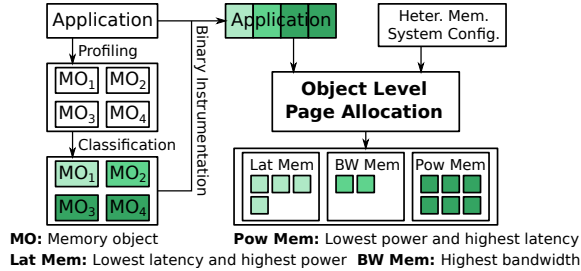 Application
Application
Heter. Mem.
System Config.
Profiling
Binary Instrumentation
MO1 MO2
MO3 MO4
Object Level
Page Allocation
Classification
MO1 MO2
MO3 MO4
Lat Mem
BW Mem
Pow Mem
MO: Memory object
Pow Mem: Lowest power and highest latency
Lat Mem: Lowest latency and highest power BW Mem: Highest bandwidth